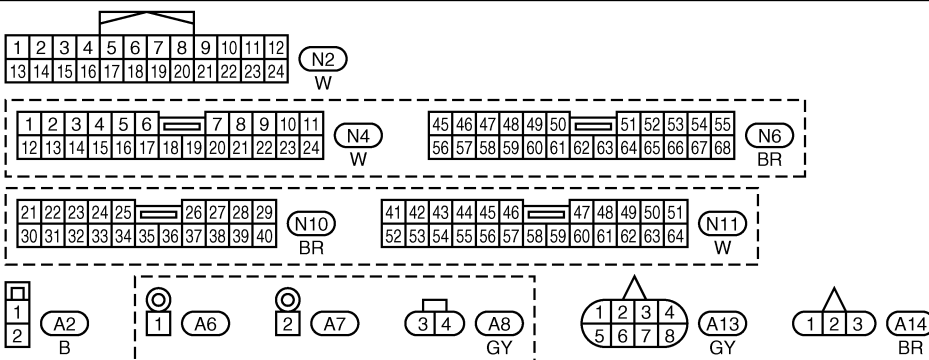 1 2 3 4 5 6 7 8 9 10 11 12
13 14 15 16 17 18 19 20 21 22 23 24
N2
W
1 2 3 4 5 6 7 8 9 10 11
12 13 14 15 16 17 18 19 20 21 22 23 24
N4
W
45 46 47 48 49 50 51 52 53 54 55
56 57 58 59 60 61 62 63 64 65 66 67 68
N6
BR
21 22 23 24 25 26 27 28 29
30 31 32 33 34 35 36 37 38 39 40
N10
BR
41 42 43 44 45 46 47 48 49 50 51
52 53 54 55 56 57 58 59 60 61 62 63 64
N11
W
1
2
A2
B
1
A6
2
A7
3 4
A8
GY
1 2 3 4
5 6 7 8
A13
GY
1 2 3
A14
BR